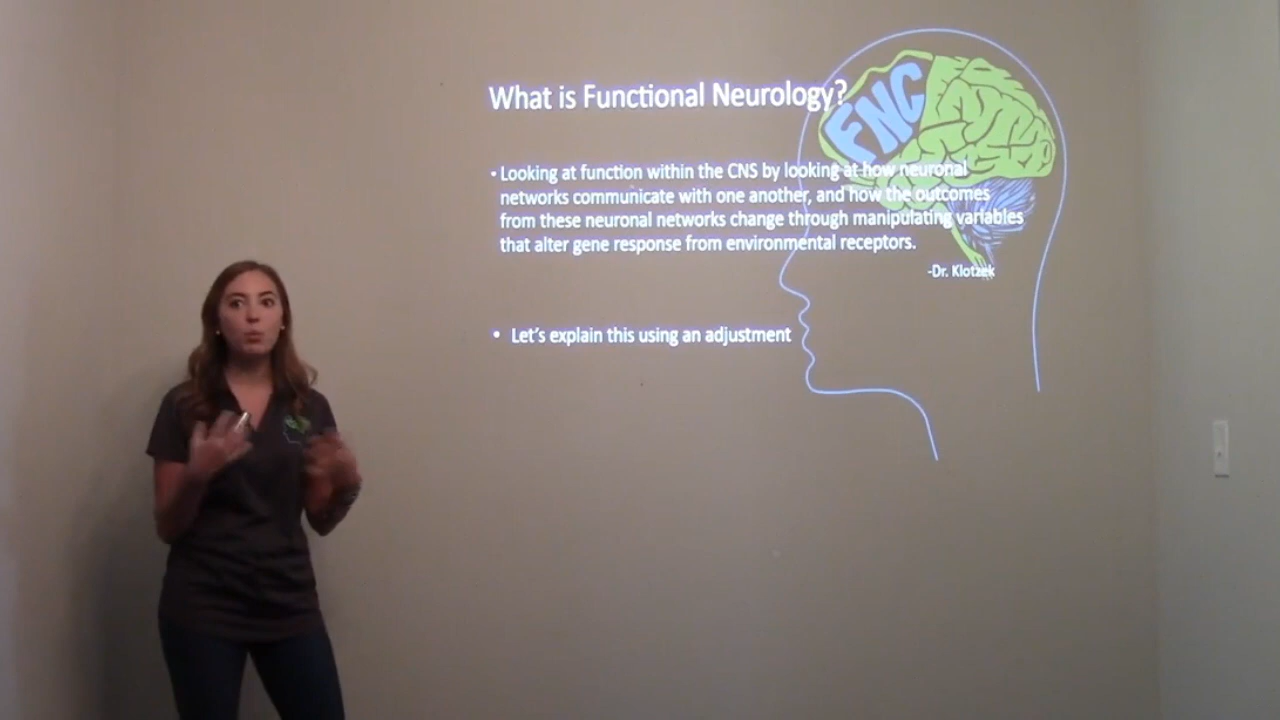 What is Functional Neurology?
FNC
• Looking at function within the CNS by looking at how neuronal
networks communicate with one another, and how the outcomes
from these neuronal networks change through manipulating variables
that alter gene response from environmental receptors.
-Dr. Klotzek
• Let's explain this using an adjustment